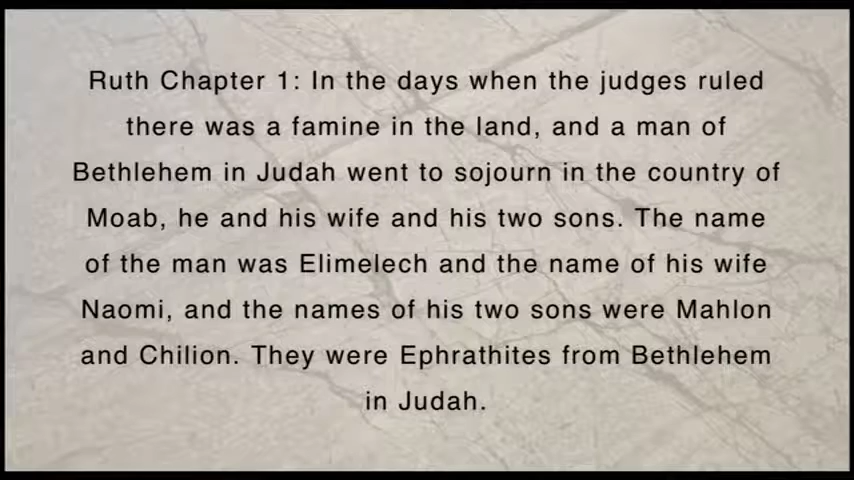 Ruth Chapter 1: In the days when the judges ruled
there was a famine in the land, and a man of
Bethlehem in Judah went to sojourn in the country of
Moab, he and his wife and his two sons. The name
of the man was Elimelech and the name of his wife
Naomi, and the names of his two sons were Mahlon
and Chilion. They were Ephrathites from Bethlehem
in Judah.